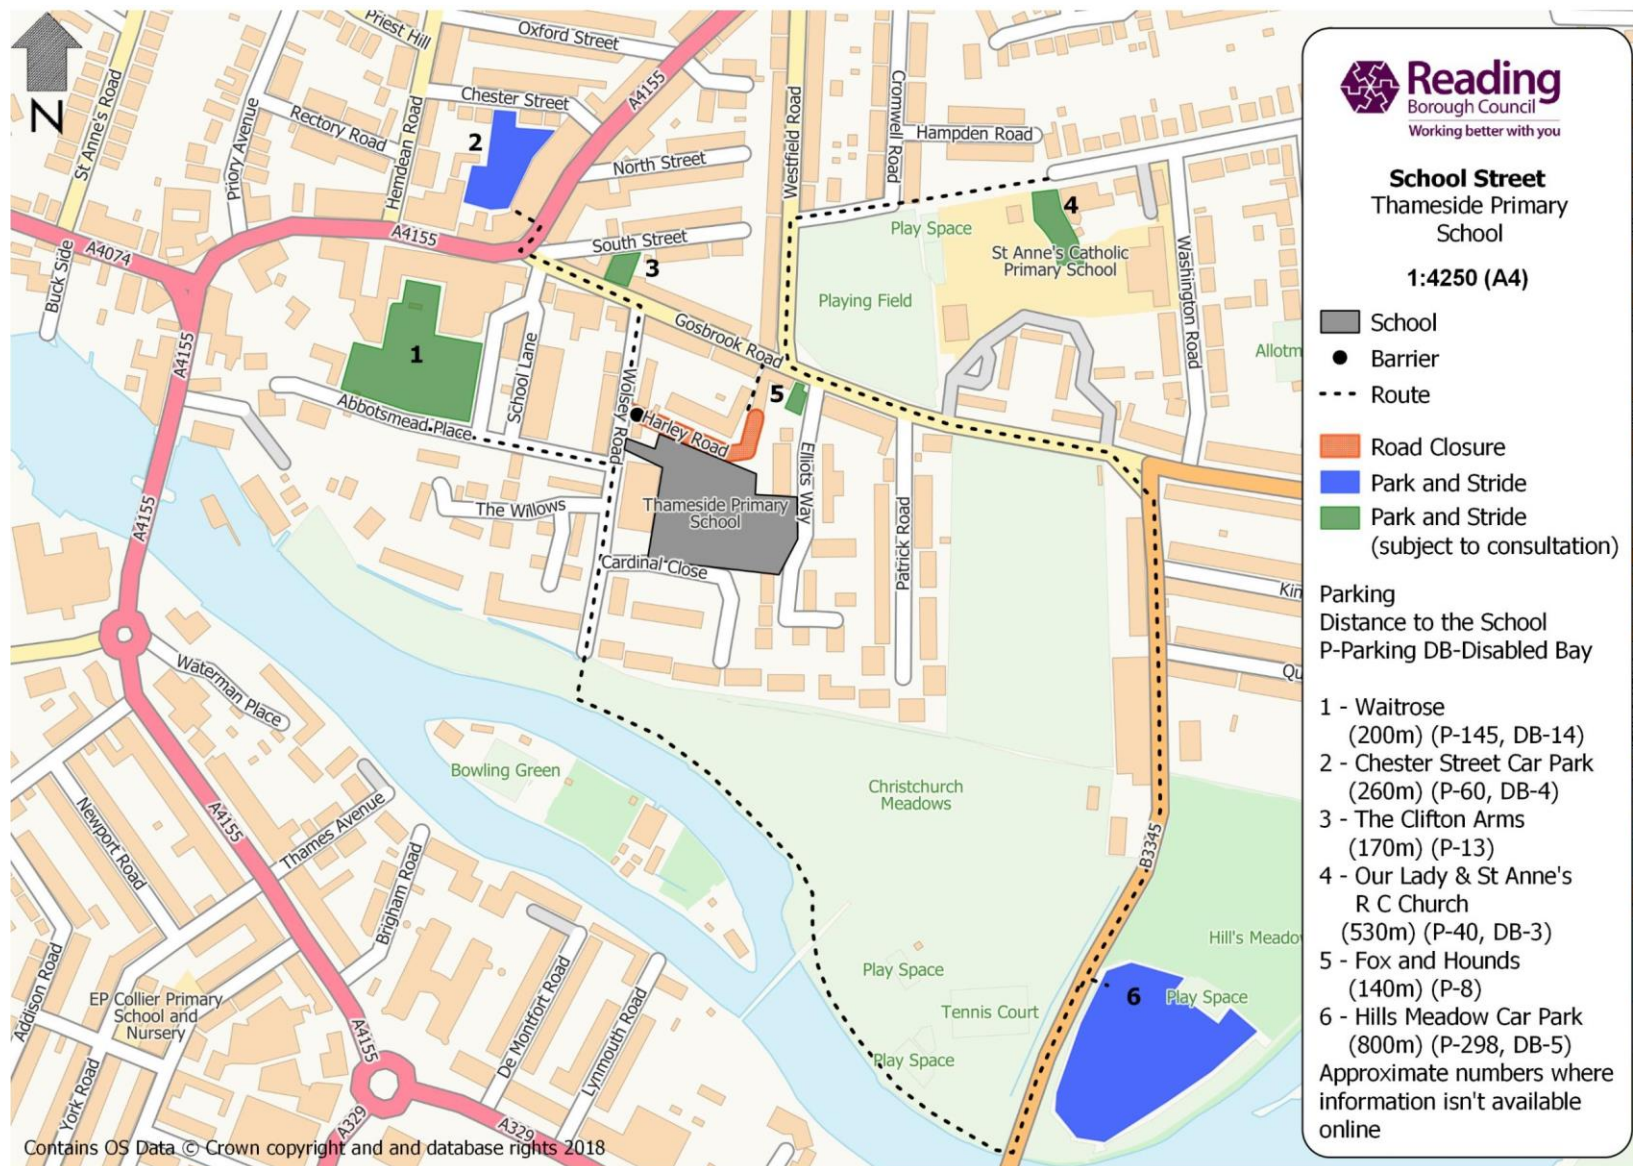 Priest Hill
Oxford Street
St Anne's Road
Priory Avenue
Rectory Road
Hemdean Road
Chester Street
A4155
2
North Street
Westfield Road
Cromwell Road
Hampden Road
4
Play Space
St Anne's Catholic
Primary School
Washington Road
Buck Side
A4074
A4155
South Street
3
Playing Field
Gosbrook Road
1
School Lane
A4155
Abbotsmead Place
Wolsey Road
5
Harley Road
Elliots Way
The Willows
Thameside Primary
School
Patrick Road
Cardinal Close
A4155
Waterman Place
Bowling Green
Christchurch
Meadows
B3345
Newport Road
Thames Avenue
A4155
Brigham Road
Addison Road
EP Collier Primary
School and
Nursery
De Montfort Road
Lynmouth Road
Play Space
Tennis Court
Play Space
6
Play Space
York Road
A4155
A329
A329
N
Contains OS Data © Crown copyright and and database rights 2018
Reading
Borough Council
Working better with you
School Street
Thameside Primary
School
1:4250 (A4)
School
Barrier
Route
Road Closure
Park and Stride
Park and Stride
(subject to consultation)
Parking
Distance to the School
P-Parking DB-Disabled Bay
1 - Waitrose
(200m) (P-145, DB-14)
2 - Chester Street Car Park
(260m) (P-60, DB-4)
3 - The Clifton Arms
(170m) (P-13)
4 - Our Lady & St Anne's
R C Church
(530m) (P-40, DB-3)
5 - Fox and Hounds
(140m) (P-8)
6 - Hills Meadow Car Park
(800m) (P-298, DB-5)
Approximate numbers where
information isn't available
online